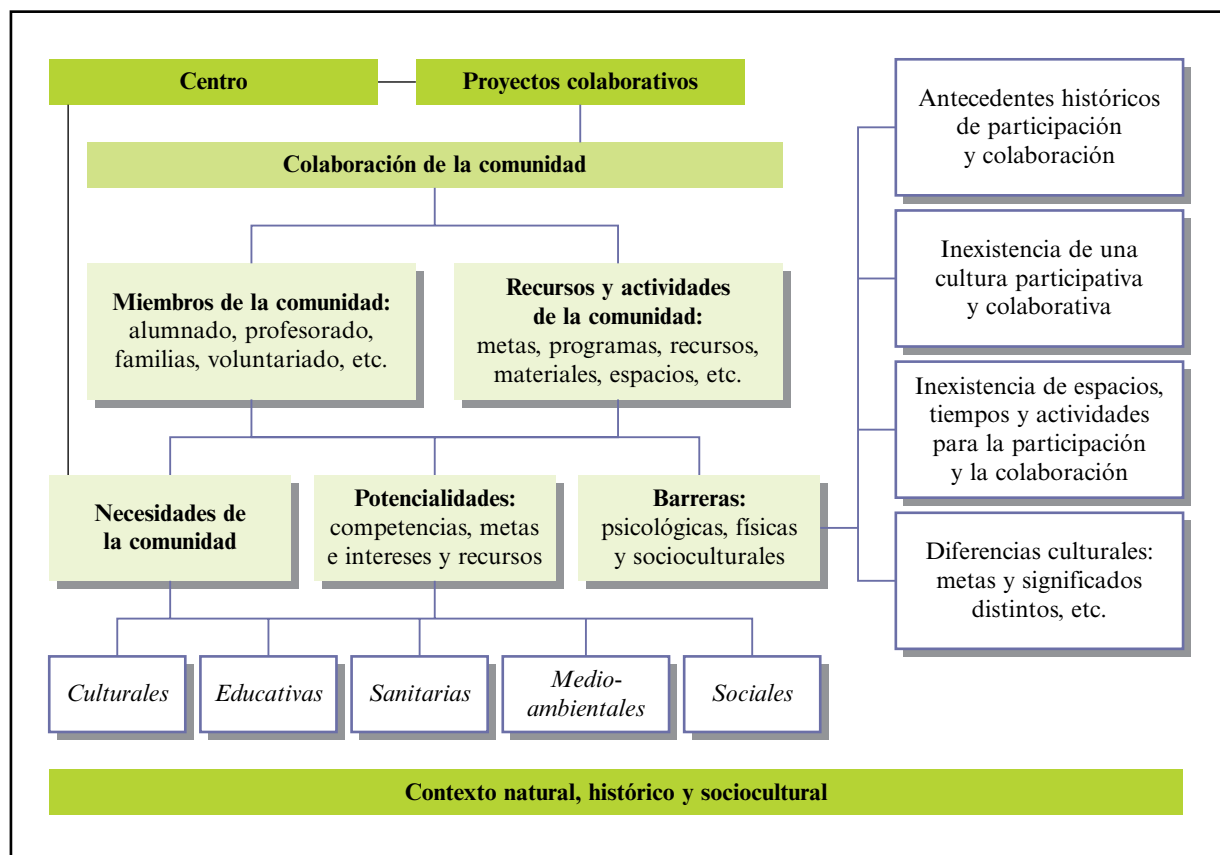 Centro
Proyectos colaborativos
Colaboración de la comunidad
Miembros de la comunidad:
alumnado, profesorado,
familias, voluntariado, etc.
Recursos y actividades
de la comunidad:
metas, programas, recursos,
materiales, espacios, etc.
Necesidades de
la comunidad
Potencialidades:
competencias, metas
e intereses y recursos
Barreras:
psicológicas, físicas
y socioculturales
Antecedentes históricos
de participación
y colaboración
Inexistencia de una
cultura participativa
y colaborativa
Inexistencia de espacios,
tiempos y actividades
para la participación
y la colaboración
Diferencias culturales:
metas y significados
distintos, etc.
Culturales
Educativas
Sanitarias
Medio-
ambientales
Sociales
Contexto natural, histórico y sociocultural